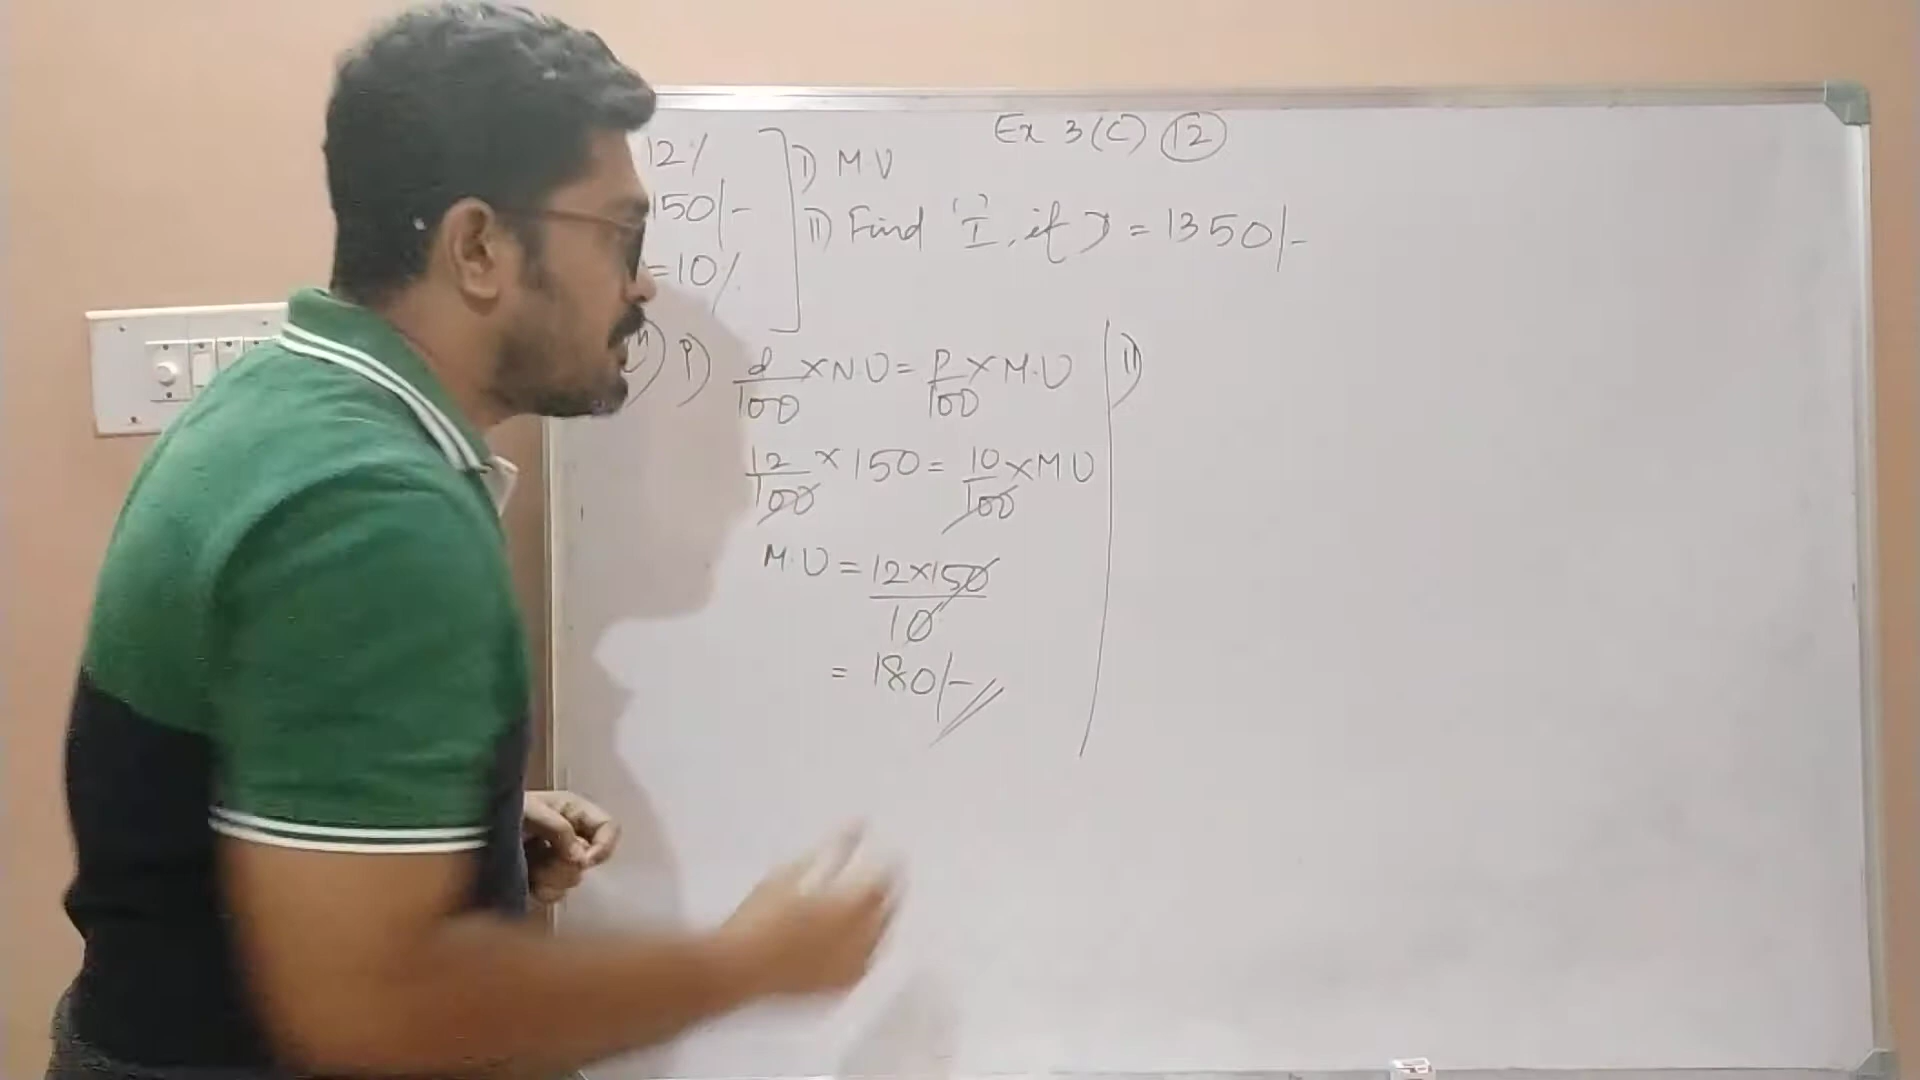 Ex 3(C) 12
12%
150/-
=10%
I) M.V
II) Find 'I', if D = 1350/-
i) d/100 × N.V = P/100 × M.V
12/100 × 150 = 10/100 × MV
M.V = 12×150/10
= 180/-
II)